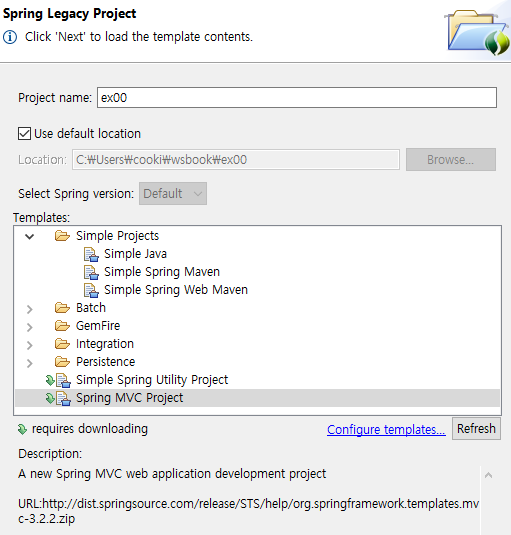 Spring Legacy Project
Click 'Next' to load the template contents.
Project name: ex00
Use default location
Location: C:₩Users₩cooki₩wsbook₩ex00 Browse...
Select Spring version: Default
Templates:
Simple Projects
Simple Java
Simple Spring Maven
Simple Spring Web Maven
Batch
GemFire
Integration
Persistence
Simple Spring Utility Project
Spring MVC Project
requires downloading Configure templates... Refresh
Description:
A new Spring MVC web application development project
URL:http://dist.springsource.com/release/STS/help/org.springframework.templates.mv
c-3.2.2.zip